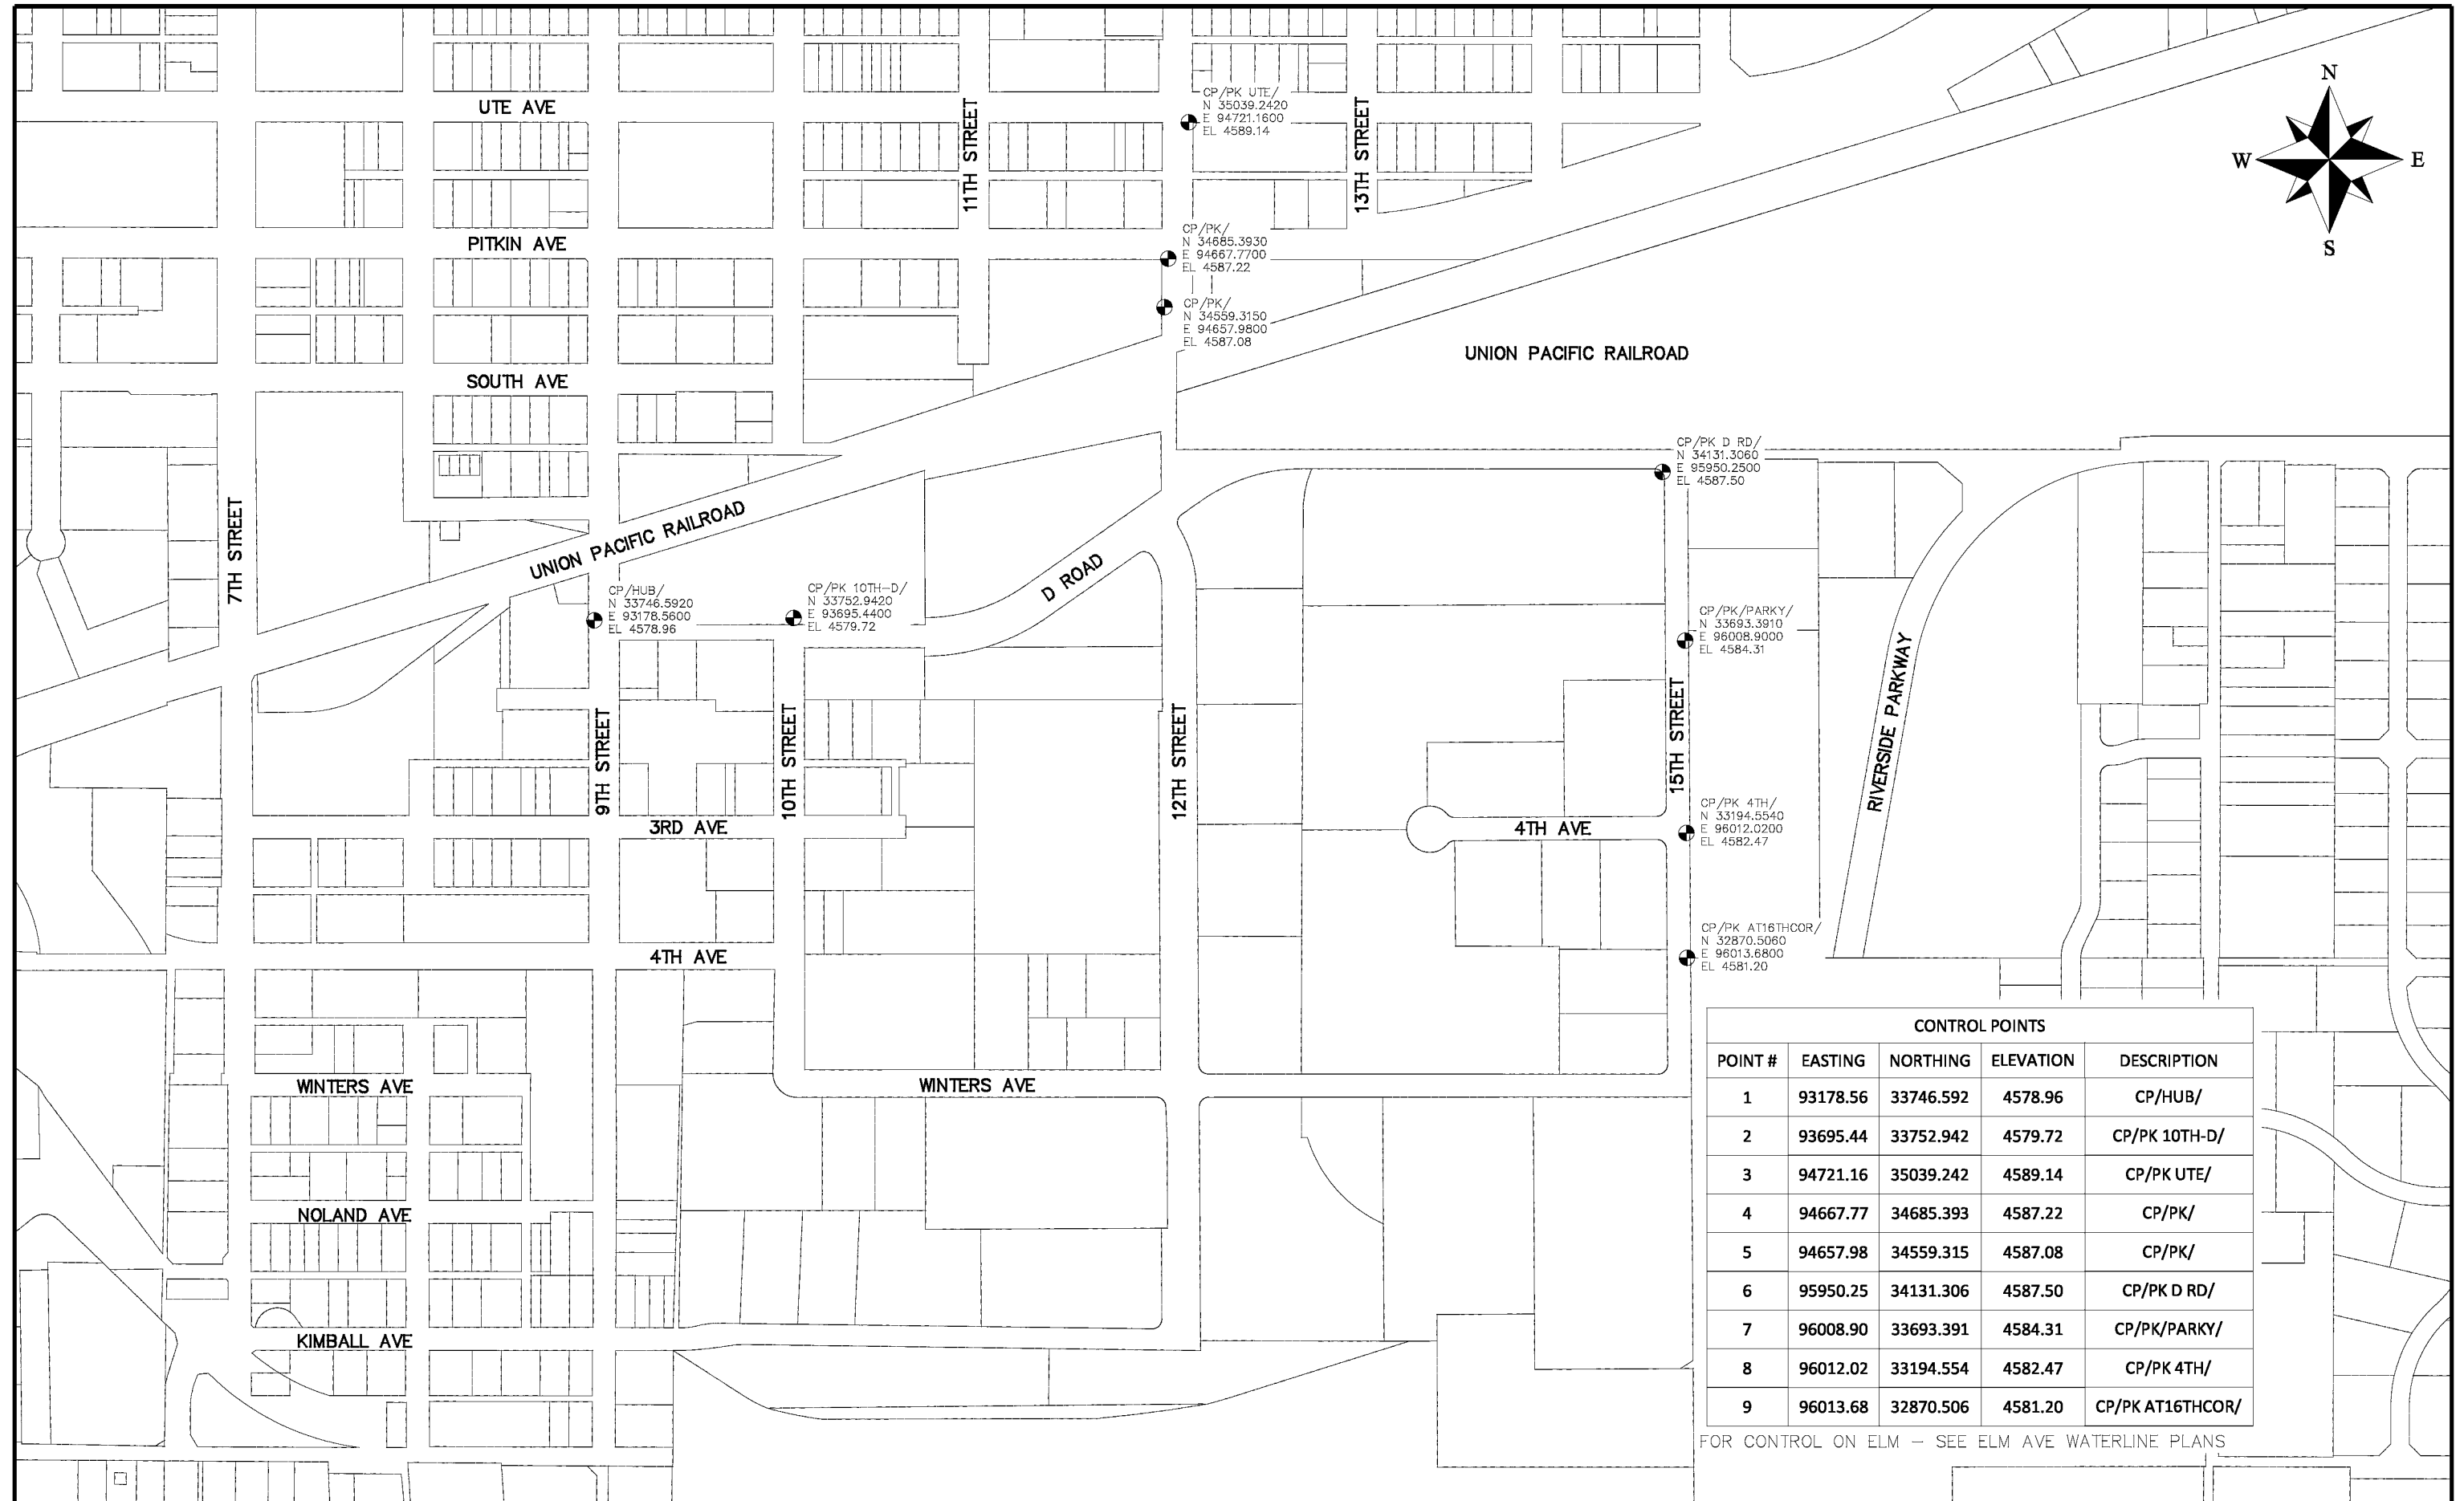 UTE AVE
11TH STREET
CP/PK UTE/
N 35039.2420
E 94721.1600
EL 4589.14
13TH STREET
N
W
E
S
PITKIN AVE
CP/PK/
N 34685.3930
E 94667.7700
EL 4587.22
CP/PK/
N 34559.3150
E 94657.9800
EL 4587.08
UNION PACIFIC RAILROAD
SOUTH AVE
CP/PK D RD/
N 34131.3060
E 95950.2500
EL 4587.50
7TH STREET
UNION PACIFIC RAILROAD
D ROAD
CP/HUB/
N 33746.5920
E 93178.5600
EL 4578.96
CP/PK 10TH-D/
N 33752.9420
E 93695.4400
EL 4579.72
CP/PK/PARKY/
N 33693.3910
E 96008.9000
EL 4584.31
RIVERSIDE PARKWAY
9TH STREET
10TH STREET
12TH STREET
15TH STREET
3RD AVE
4TH AVE
CP/PK 4TH/
N 33194.5540
E 96012.0200
EL 4582.47
4TH AVE
CP/PK AT16THCOR/
N 32870.5060
E 96013.6800
EL 4581.20
WINTERS AVE
WINTERS AVE
NOLAND AVE
KIMBALL AVE
CONTROL POINTS
POINT # EASTING NORTHING ELEVATION DESCRIPTION
1 93178.56 33746.592 4578.96 CP/HUB/
2 93695.44 33752.942 4579.72 CP/PK 10TH-D/
3 94721.16 35039.242 4589.14 CP/PK UTE/
4 94667.77 34685.393 4587.22 CP/PK/
5 94657.98 34559.315 4587.08 CP/PK/
6 95950.25 34131.306 4587.50 CP/PK D RD/
7 96008.90 33693.391 4584.31 CP/PK/PARKY/
8 96012.02 33194.554 4582.47 CP/PK 4TH/
9 96013.68 32870.506 4581.20 CP/PK AT16THCOR/
FOR CONTROL ON ELM – SEE ELM AVE WATERLINE PLANS